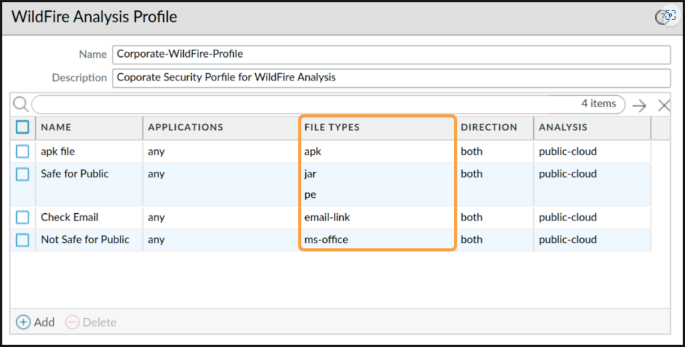 WildFire Analysis Profile
Name Corporate-WildFire-Profile
Description Coporate Security Porfile for WildFire Analysis
4 items
NAME APPLICATIONS FILE TYPES DIRECTION ANALYSIS
apk file any apk both public-cloud
Safe for Public any jar both public-cloud
pe
Check Email any email-link both public-cloud
Not Safe for Public any ms-office both public-cloud
Add Delete